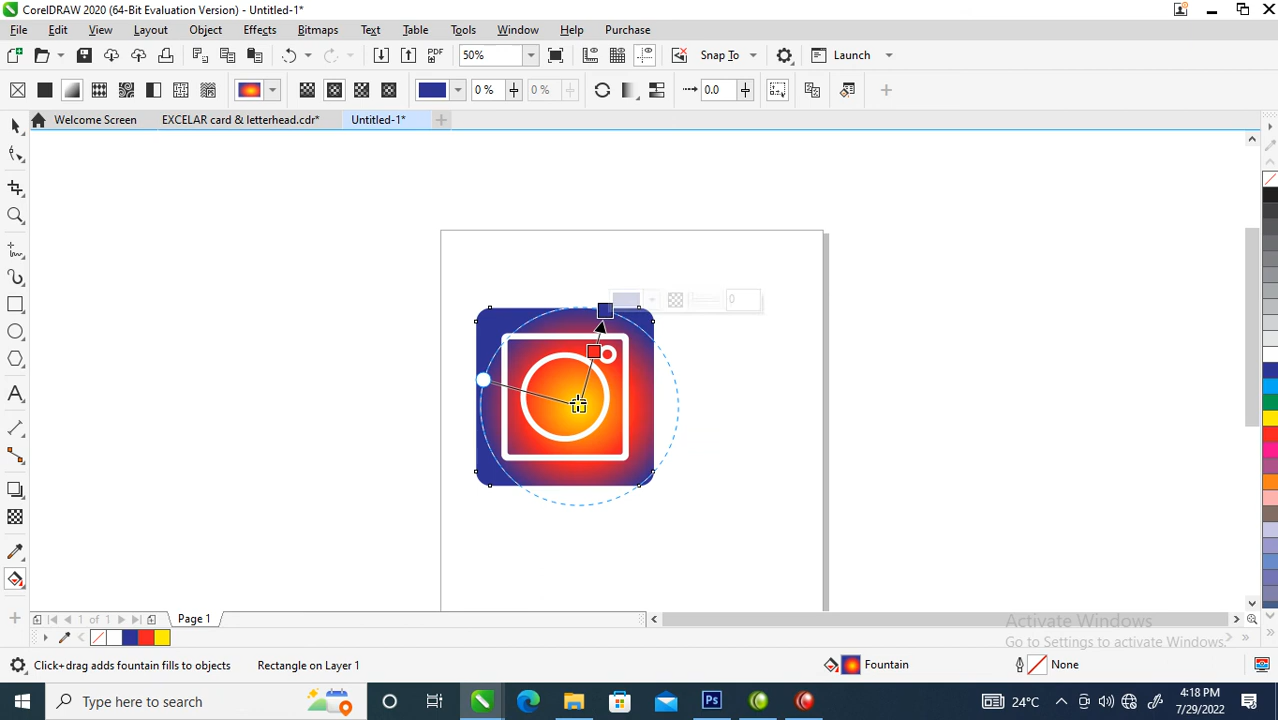 CorelDRAW 2020 (64-Bit Evaluation Version) - Untitled-1*
File Edit View Layout Object Effects Bitmaps Text Table Tools Window Help Purchase
PDF 50% Snap To Launch
0 % 0 % 0.0
Welcome Screen EXCELAR card & letterhead.cdr* Untitled-1*
0
1 of 1 Page 1
Activate Windows
Go to Settings to activate Windows.
Click+drag adds fountain fills to objects Rectangle on Layer 1 Fountain None
Type here to search Ps 24°C 4:18 PM
7/29/2022